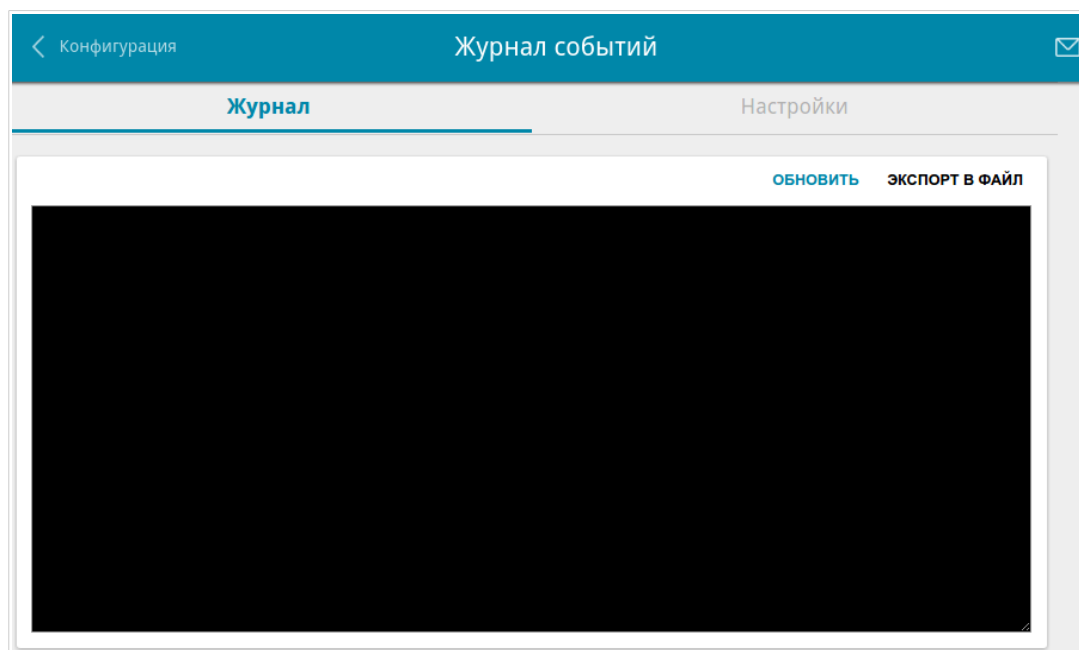 Конфигурация
Журнал событий
Журнал
Настройки
ОБНОВИТЬ ЭКСПОРТ В ФАЙЛ